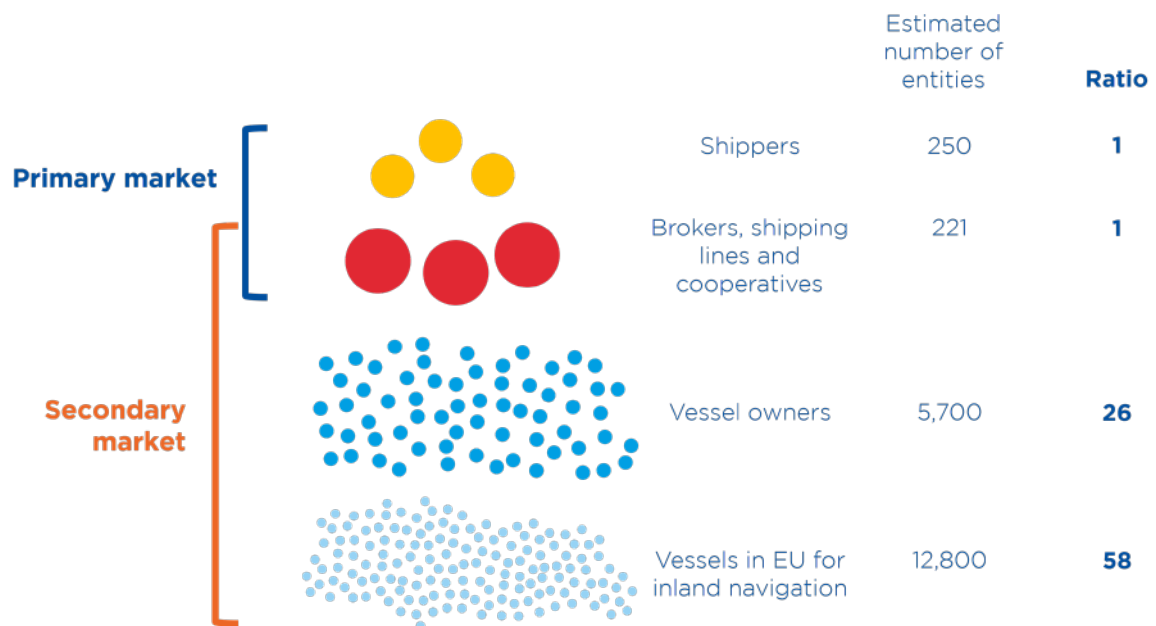 Estimated
number of
entities
Ratio
Primary market
Shippers
250
1
Brokers, shipping
lines and
cooperatives
221
1
Secondary
market
Vessel owners
5,700
26
Vessels in EU for
inland navigation
12,800
58